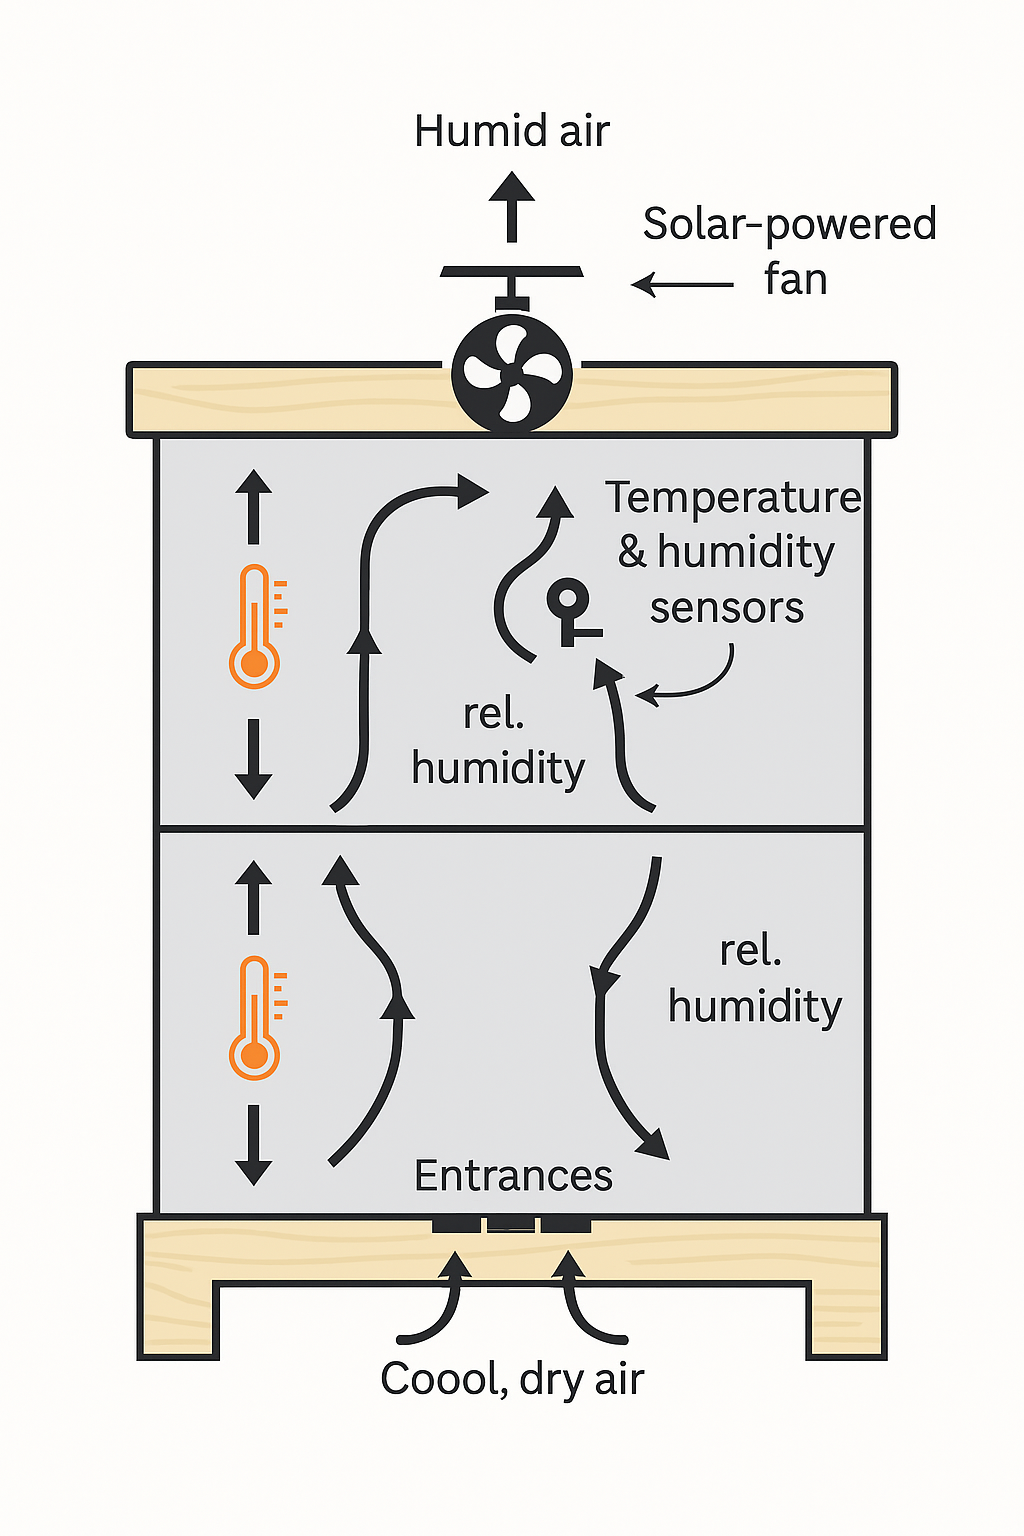 Humid air
Solar-powered
fan
Temperature
& humidity
sensors
rel.
humidity
rel.
humidity
Entrances
Coool, dry air